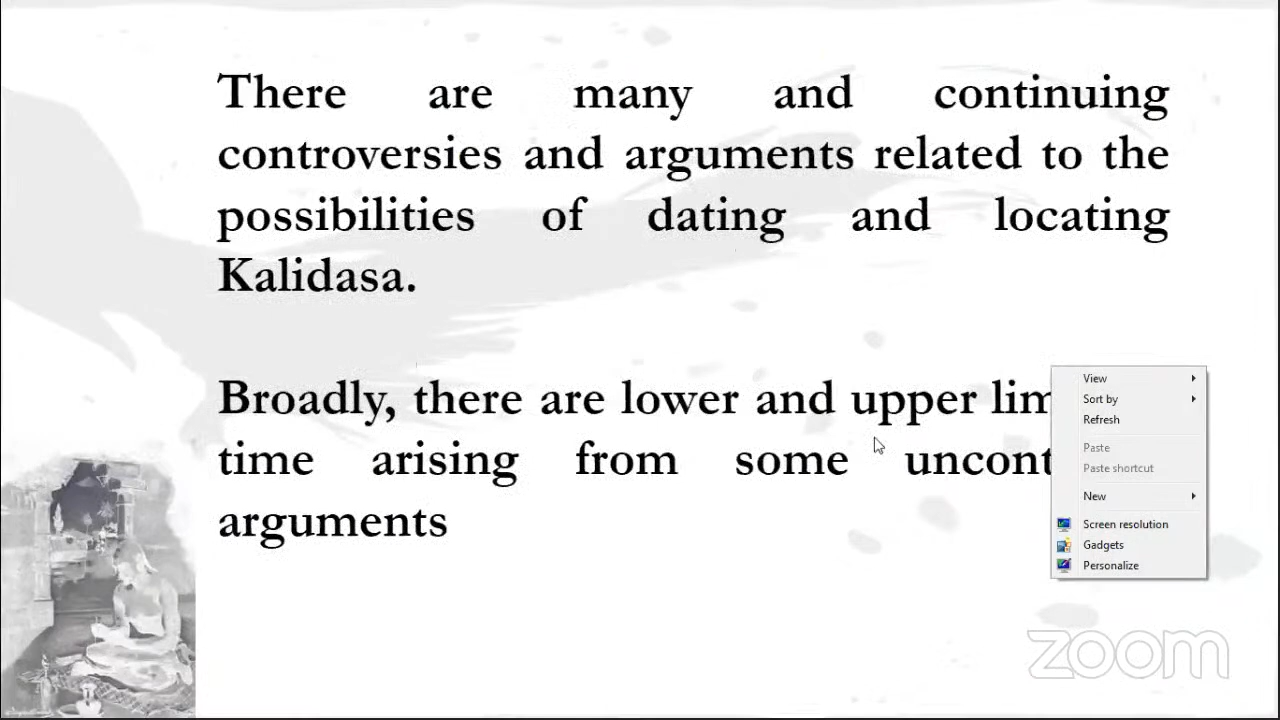 There are many and continuing
controversies and arguments related to the
possibilities of dating and locating
Kalidasa.
Broadly, there are lower and upper
time arising from some
arguments
View
Sort by
Refresh
Paste
Paste shortcut
New
Screen resolution
Gadgets
Personalize
zoom